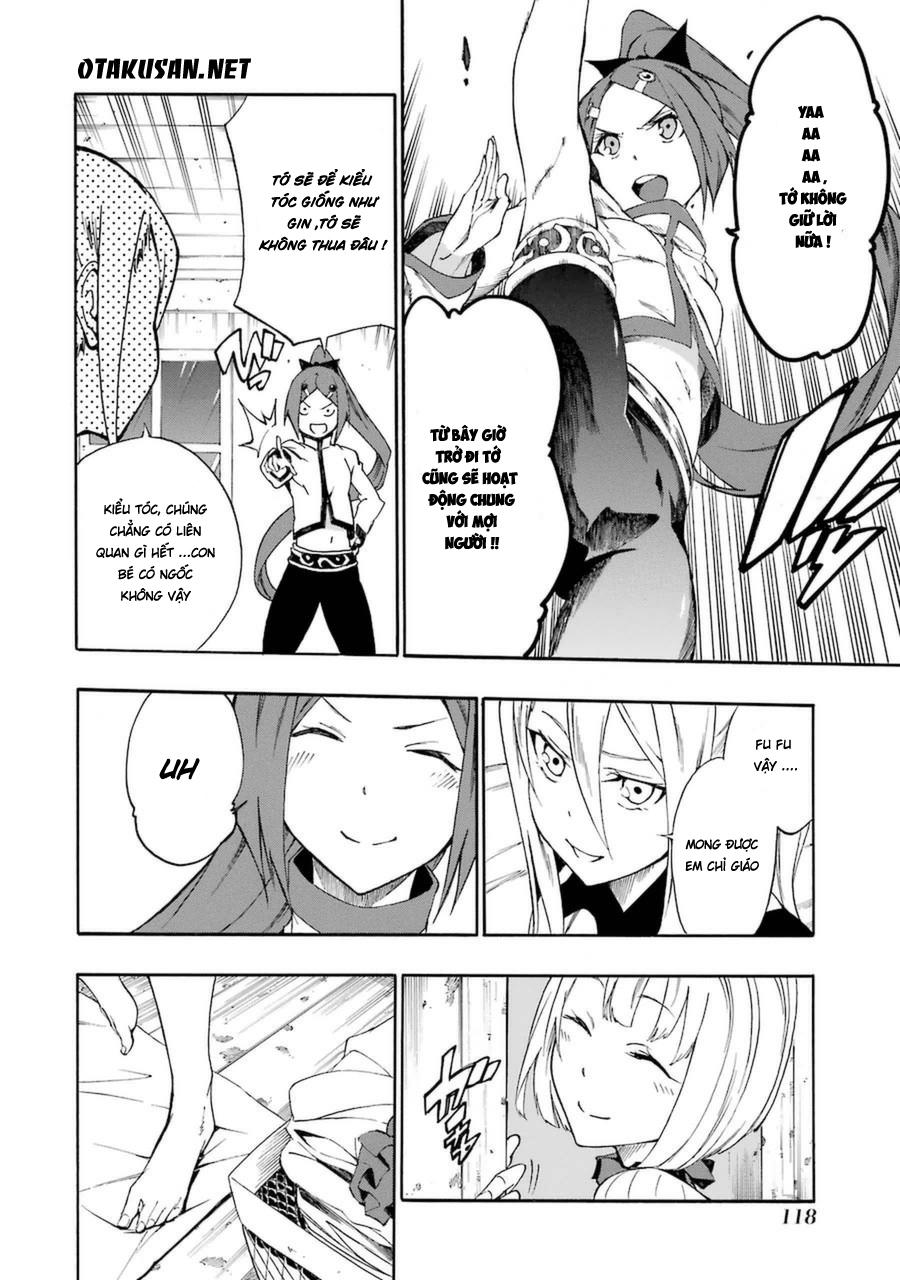 OTAKUSAN.NET
YAA
AA
AA
AA ,
TỚ KHÔNG
GIỮ LỜI
NỮA !
TỪ BÂY GIỜ
TRỞ ĐI TỚ
CŨNG SẼ HOẠT
ĐỘNG CHUNG
VỚI MỢI
NGƯỜI !!
TỚ SẼ ĐỂ KIỂU
TÓC GIỐNG NHƯ
GIN ,TỚ SẼ
KHÔNG THUA ĐÂU !
KIỂU TÓC, CHÚNG
CHẲNG CÓ LIÊN
QUAN GÌ HẾT ...CON
BÉ CÓ NGỐC
KHÔNG VẬY
FU FU
VẬY ....
MONG ĐƯỢC
EM CHỈ GIÁO
UH
118